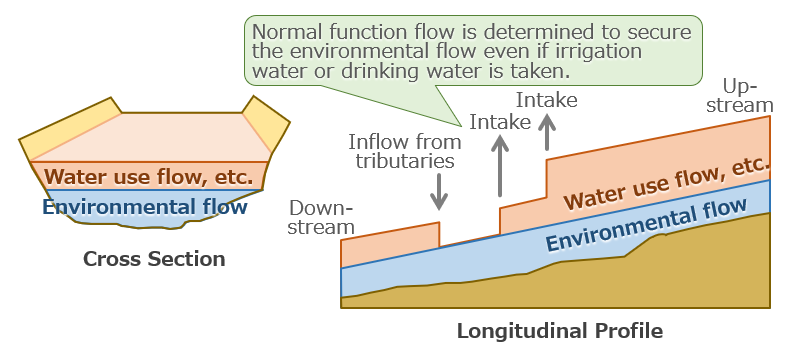 Normal function flow is determined to secure
the environmental flow even if irrigation
water or drinking water is taken.
Water use flow, etc.
Environmental flow
Cross Section
Up-
stream
Intake
Intake
Inflow from
tributaries
Down-
stream
Water use flow, etc.
Environmental flow
Longitudinal Profile